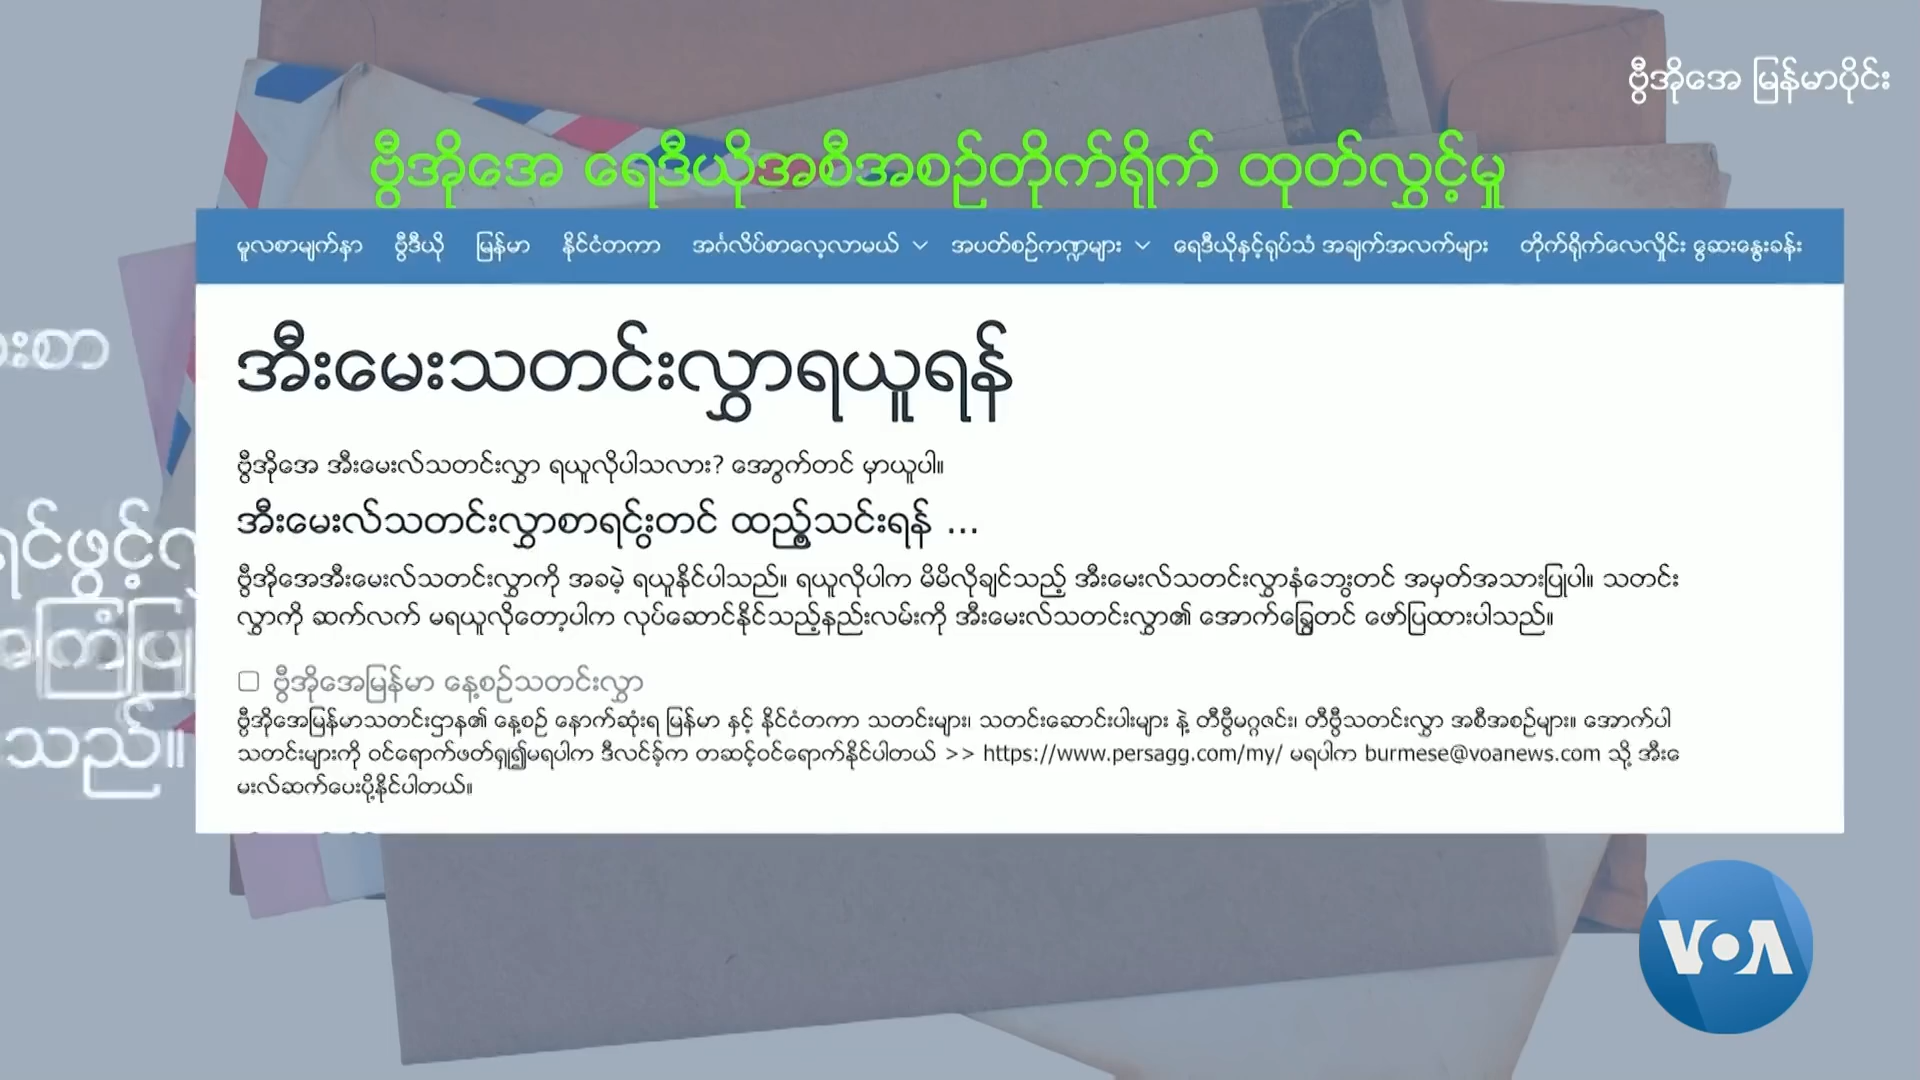 ဗွီအိုအေ မြန်မာပိုင်း
ဗွီအိုအေ ရေဒီယိုအစီအစဉ်တိုက်ရိုက် ထုတ်လွှင့်မှု
မူလစာမျက်နှာ ဗွီဒီယို မြန်မာ နိုင်ငံတကာ အင်္ဂလိပ်စာလေ့လာမယ် အပတ်စဉ်ကဏ္ဍများ ရေဒီယိုနှင့်ရုပ်သံ အချက်အလက်များ တိုက်ရိုက်လေလှိုင်း ဆွေးနွေးခန်း
အီးမေးသတင်းလွှာရယူရန်
ဗွီအိုအေ အီးမေးလ်သတင်းလွှာ ရယူလိုပါသလား? အောက်တွင် မှာယူပါ။
အီးမေးလ်သတင်းလွှာစာရင်းတွင် ထည့်သွင်းရန် ...
ဗွီအိုအေအီးမေးလ်သတင်းလွှာကို အခမဲ့ ရယူနိုင်ပါသည်။ ရယူလိုပါက မိမိလိုချင်သည့် အီးမေးလ်သတင်းလွှာနံဘေးတွင် အမှတ်အသားပြုပါ။ သတင်း
လွှာကို ဆက်လက် မရယူလိုတော့ပါက လုပ်ဆောင်နိုင်သည့်နည်းလမ်းကို အီးမေးလ်သတင်းလွှာ၏ အောက်ခြေတွင် ဖော်ပြထားပါသည်။
ဗွီအိုအေမြန်မာ နေ့စဉ်သတင်းလွှာ
ဗွီအိုအေမြန်မာသတင်းဌာန၏ နေ့စဉ် နောက်ဆုံးရ မြန်မာ နှင့် နိုင်ငံတကာ သတင်းများ၊ သတင်းဆောင်းပါးများ နဲ့ တီဗွီမဂ္ဂဇင်း၊ တီဗွီသတင်းလွှာ အစီအစဉ်များ။ အောက်ပါ
သတင်းများကို ဝင်ရောက်ဖတ်ရှု၍မရပါက ဒီလင်ခ့်က တဆင့်ဝင်ရောက်နိုင်ပါတယ် >> https://www.persagg.com/my/ မရပါက burmese@voanews.com သို့ အီးမေ
းလ်ဆက်ပေးပို့နိုင်ပါတယ်။
သည်။
VOA